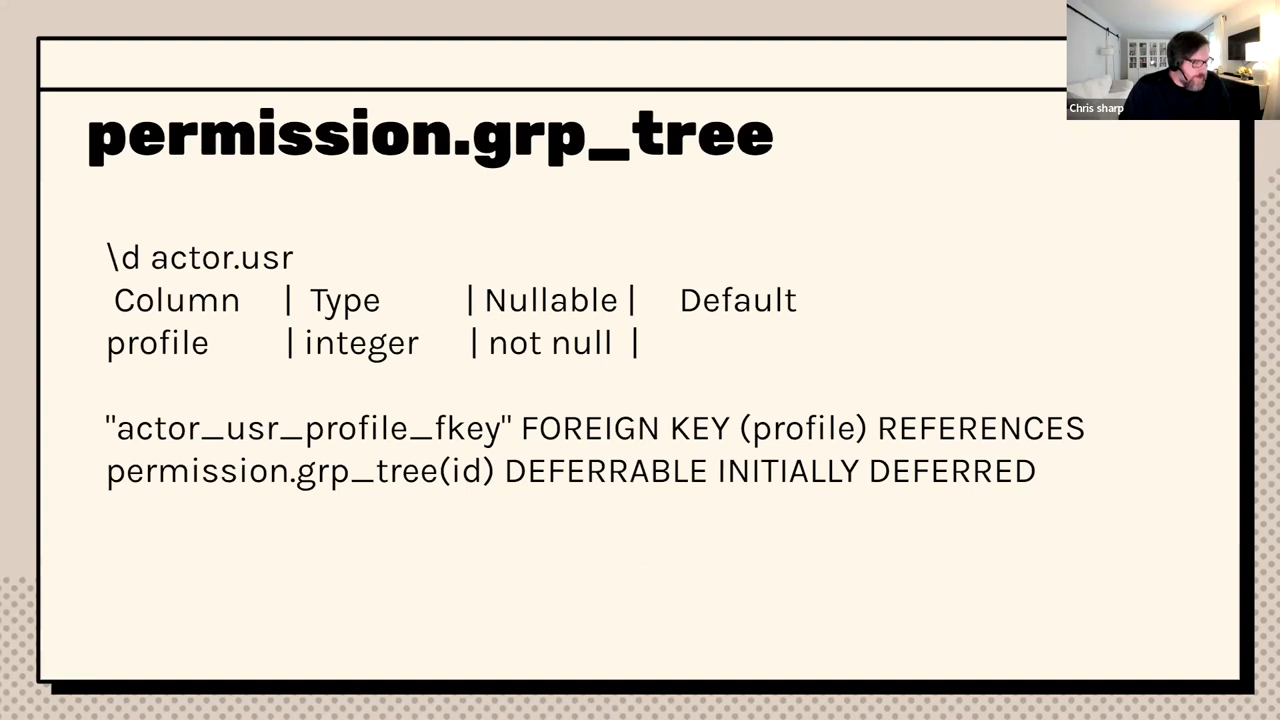 Chris sharp
permission.grp_tree
\d actor.usr
Column | Type | Nullable | Default
profile | integer | not null |
"actor_usr_profile_fkey" FOREIGN KEY (profile) REFERENCES
permission.grp_tree(id) DEFERRABLE INITIALLY DEFERRED